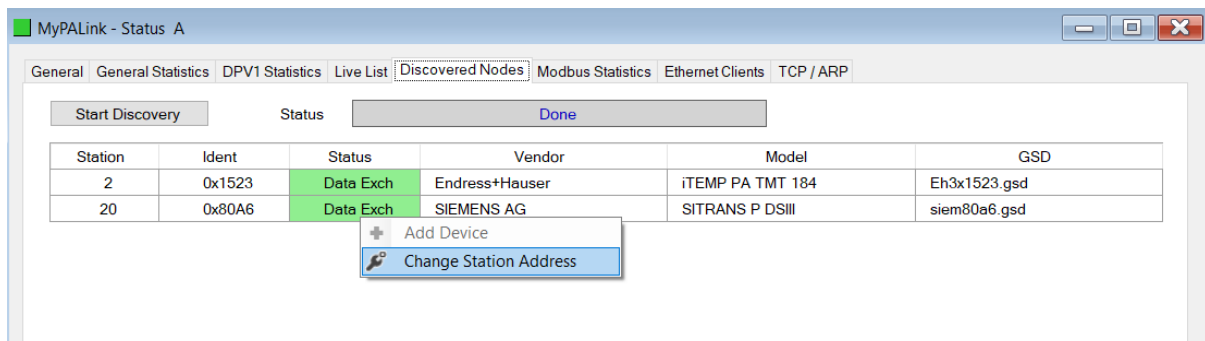 MyPALink - Status A
General General Statistics DPV1 Statistics Live List Discovered Nodes Modbus Statistics Ethernet Clients TCP / ARP
Start Discovery Status Done
Station Ident Status Vendor Model GSD
2 0x1523 Data Exch Endress+Hauser iTEMP PA TMT 184 Eh3x1523.gsd
20 0x80A6 Data Exch SIEMENS AG SITRANS P DSIII siem80a6.gsd
Add Device
Change Station Address